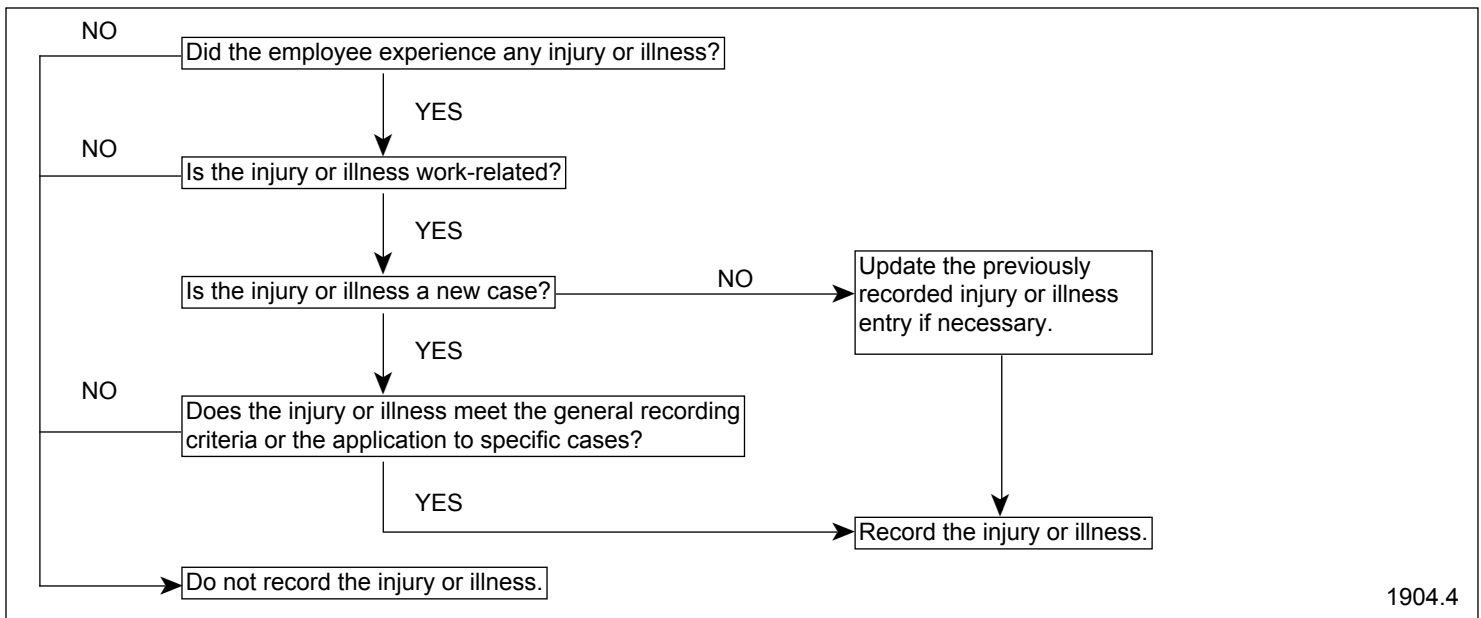 NO
Did the employee experience any injury or illness?
YES
NO
Is the injury or illness work-related?
YES
Is the injury or illness a new case?
NO
Update the previously
recorded injury or illness
entry if necessary.
YES
NO
Does the injury or illness meet the general recording
criteria or the application to specific cases?
YES
Record the injury or illness.
Do not record the injury or illness.
1904.4